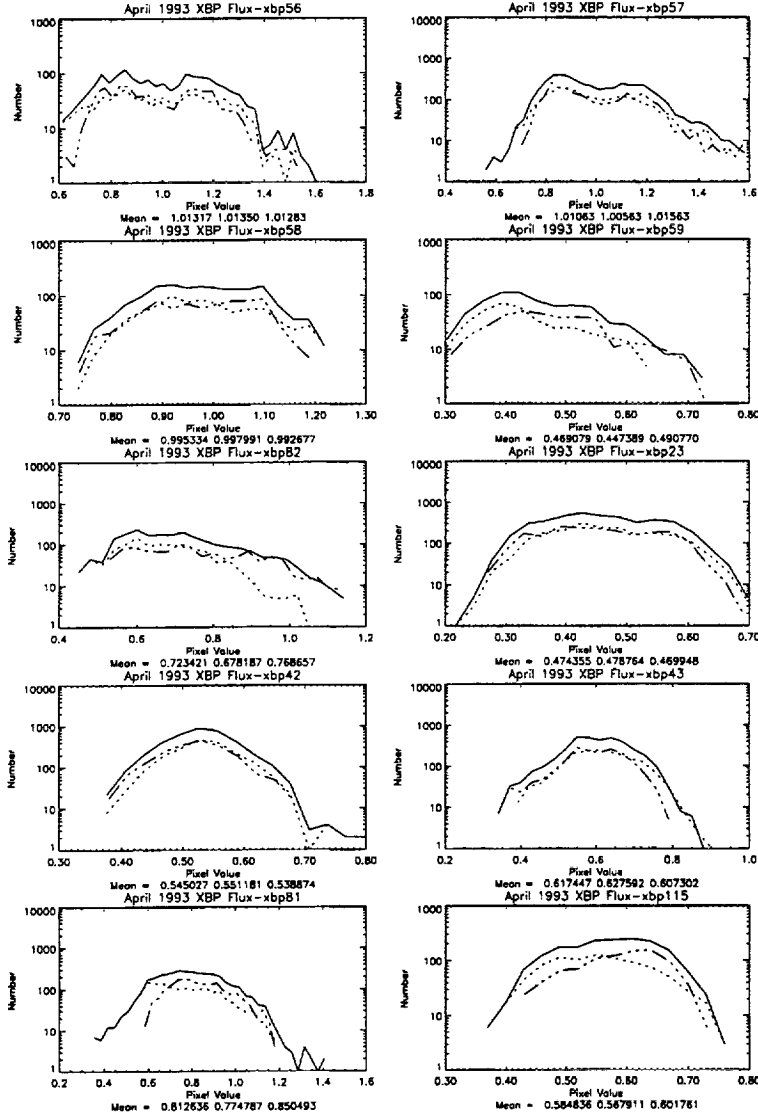 April 1993 XBP Flux-xbp56
Number
1000
100
10
1
0.6 0.8 1.0 1.2 1.4 1.6 1.8
Pixel Value
Mean = 1.01317 1.01350 1.01283
April 1993 XBP Flux-xbp57
Number
10000
1000
100
10
1
0.4 0.6 0.8 1.0 1.2 1.4 1.6
Pixel Value
Mean = 1.01063 1.00563 1.01563
April 1993 XBP Flux-xbp58
Number
1000
100
10
1
0.70 0.80 0.90 1.00 1.10 1.20 1.30
Pixel Value
Mean = 0.995334 0.997991 0.992677
April 1993 XBP Flux-xbp59
Number
1000
100
10
1
0.30 0.40 0.50 0.60 0.70 0.80
Pixel Value
Mean = 0.469079 0.447389 0.490770
April 1993 XBP Flux-xbp82
Number
10000
1000
100
10
1
0.4 0.6 0.8 1.0 1.2
Pixel Value
Mean = 0.723421 0.678187 0.768657
April 1993 XBP Flux-xbp23
Number
10000
1000
100
10
1
0.20 0.30 0.40 0.50 0.60 0.70
Pixel Value
Mean = 0.474355 0.478764 0.469948
April 1993 XBP Flux-xbp42
Number
10000
1000
100
10
1
0.30 0.40 0.50 0.60 0.70 0.80
Pixel Value
Mean = 0.545027 0.551181 0.538874
April 1993 XBP Flux-xbp43
Number
10000
1000
100
10
1
0.2 0.4 0.6 0.8 1.0
Pixel Value
Mean = 0.617447 0.627592 0.607302
April 1993 XBP Flux-xbp81
Number
10000
1000
100
10
1
0.2 0.4 0.6 0.8 1.0 1.2 1.4 1.6
Pixel Value
Mean = 0.812636 0.774787 0.850493
April 1993 XBP Flux-xbp115
Number
1000
100
10
1
0.30 0.40 0.50 0.60 0.70 0.80
Pixel Value
Mean = 0.584836 0.567911 0.601761